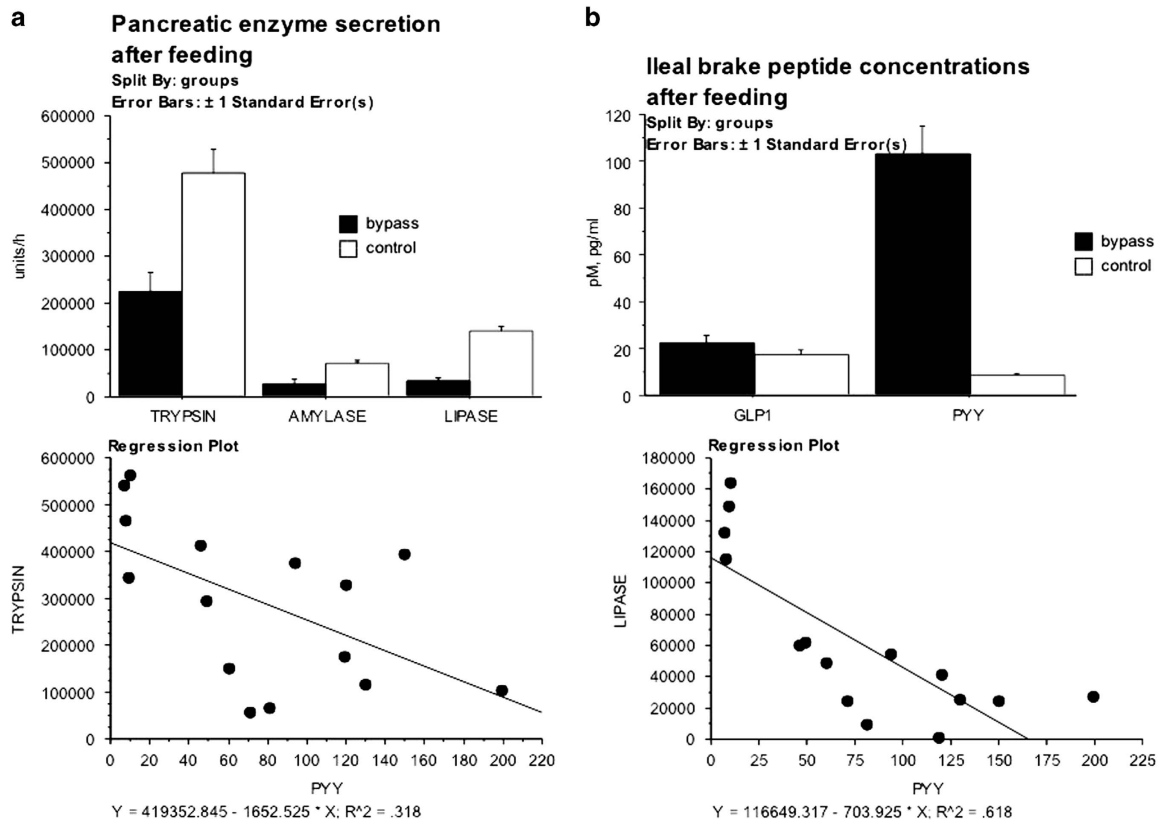 a
Pancreatic enzyme secretion
after feeding
Split By: groups
Error Bars: ± 1 Standard Error(s)
600000
500000
400000
300000
200000
100000
0
units/h
bypass
control
TRYPSIN AMYLASE LIPASE
b
Ileal brake peptide concentrations
after feeding
Split By: groups
Error Bars: ± 1 Standard Error(s)
120
100
80
60
40
20
0
pM, pg/ml
bypass
control
GLP1 PYY
Regression Plot
600000
500000
400000
300000
200000
100000
0
TRYPSIN
0 20 40 60 80 100 120 140 160 180 200 220
PYY
Y = 419352.845 - 1652.525 * X; R^2 = .318
Regression Plot
180000
160000
140000
120000
100000
80000
60000
40000
20000
0
LIPASE
0 25 50 75 100 125 150 175 200 225
PYY
Y = 116649.317 - 703.925 * X; R^2 = .618